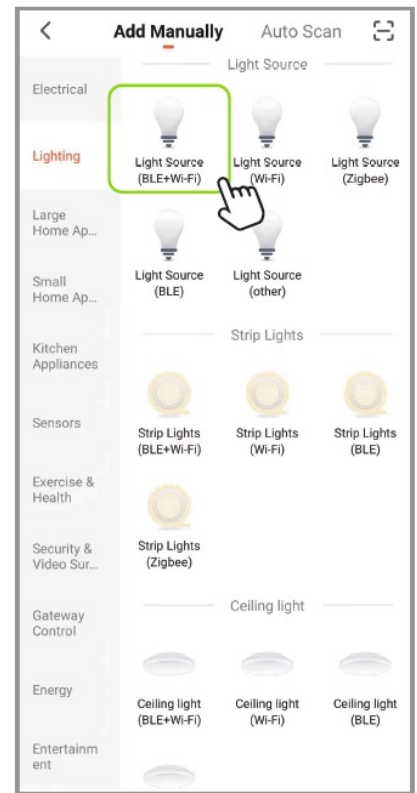 Add Manually Auto Scan
Electrical
Lighting
Large
Home Ap...
Small
Home Ap...
Kitchen
Appliances
Sensors
Exercise &
Health
Security &
Video Sur...
Gateway
Control
Energy
Entertainm
ent
Light Source
Light Source Light Source Light Source
(BLE+Wi-Fi) (Wi-Fi) (Zigbee)
Light Source Light Source
(BLE) (other)
Strip Lights
Strip Lights Strip Lights Strip Lights
(BLE+Wi-Fi) (Wi-Fi) (BLE)
Strip Lights
(Zigbee)
Ceiling light
Ceiling light Ceiling light Ceiling light
(BLE+Wi-Fi) (Wi-Fi) (BLE)